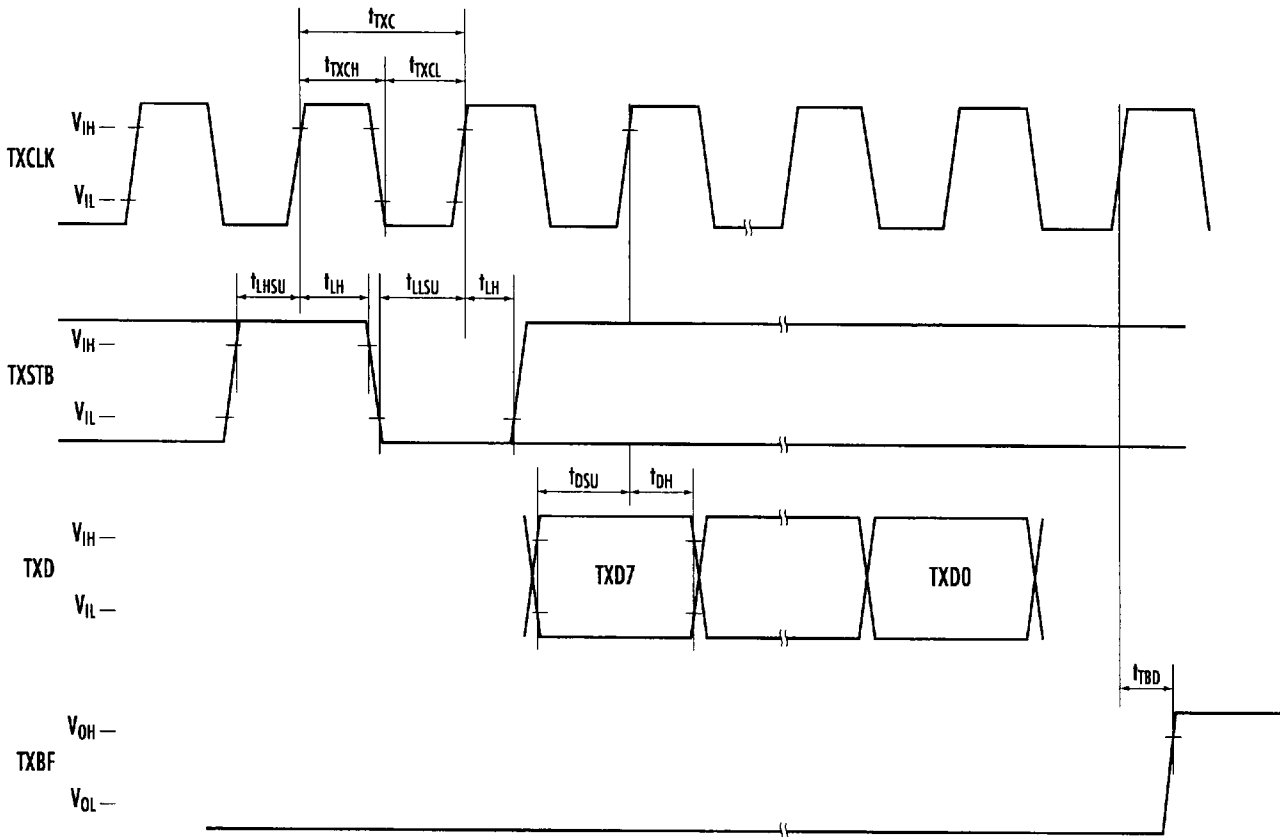 tTXC
tTXCH tTXCL
VIH
TXCLK
VIL
tLHSU tLH tLLSU tLH
VIH
TXSTB
VIL
tDSU tDH
VIH
TXD TXD7 TXD0
VIL
tTBD
VOH
TXBF
VOL